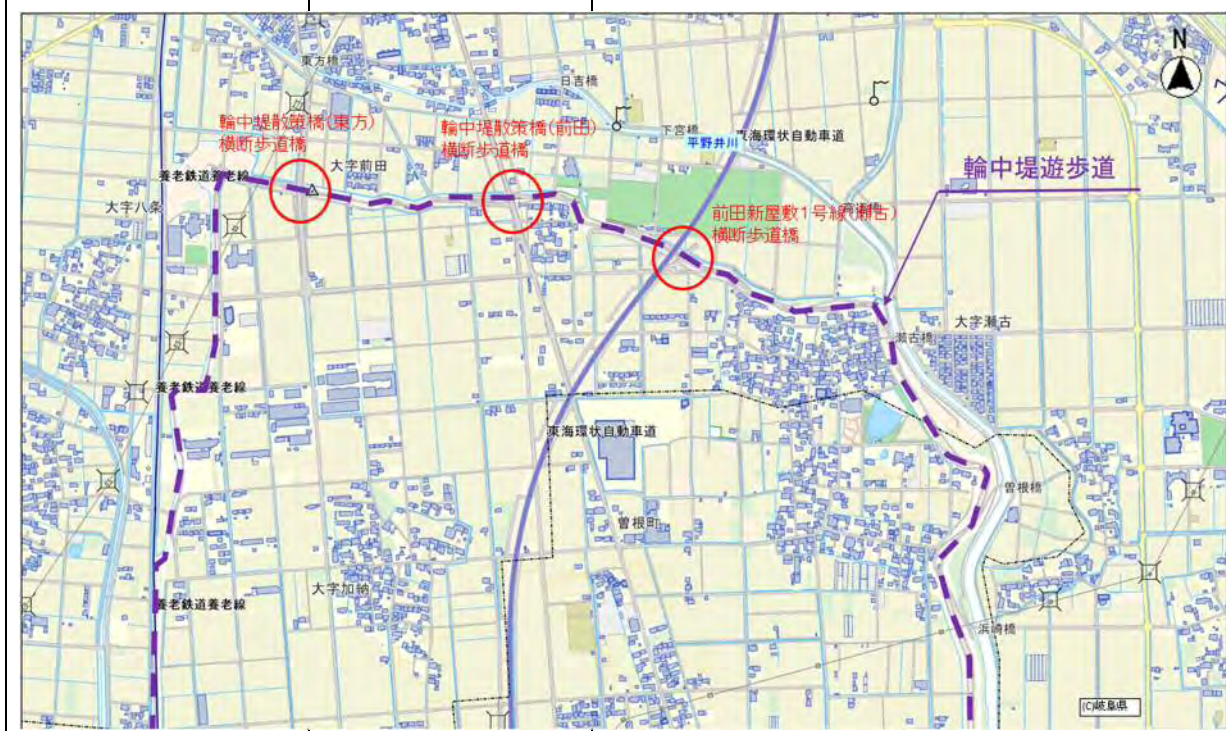 N
東方橋
日吉橋
輪中堤散策橋(東方)
横断歩道橋
輪中堤散策橋(前田)
横断歩道橋
下宮橋
平野井川
東海環状自動車道
大字前田
輪中堤遊歩道
養老鉄道養老線
大字八条
前田新屋敷1号線(瀬古)
横断歩道橋
大字瀬古
瀬古橋
養老鉄道養老線
東海環状自動車道
曽根橋
曽根町
大字加納
養老鉄道養老線
浜崎橋
(C)岐阜県